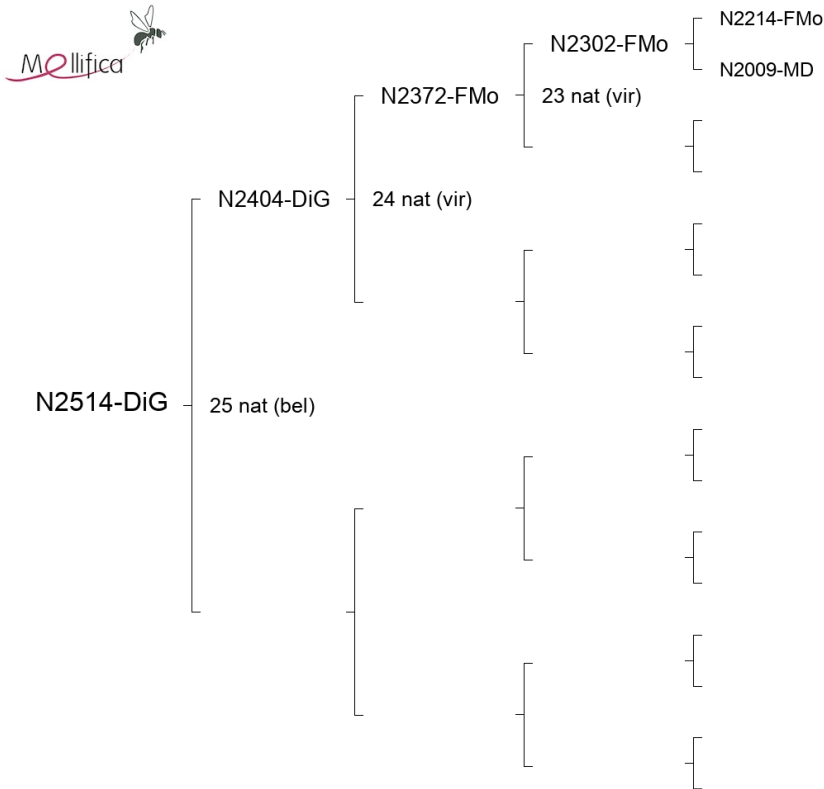 Mellifica
N2214-FMo
N2302-FMo
N2009-MD
N2372-FMo
23 nat (vir)
N2404-DiG
24 nat (vir)
N2514-DiG
25 nat (bel)